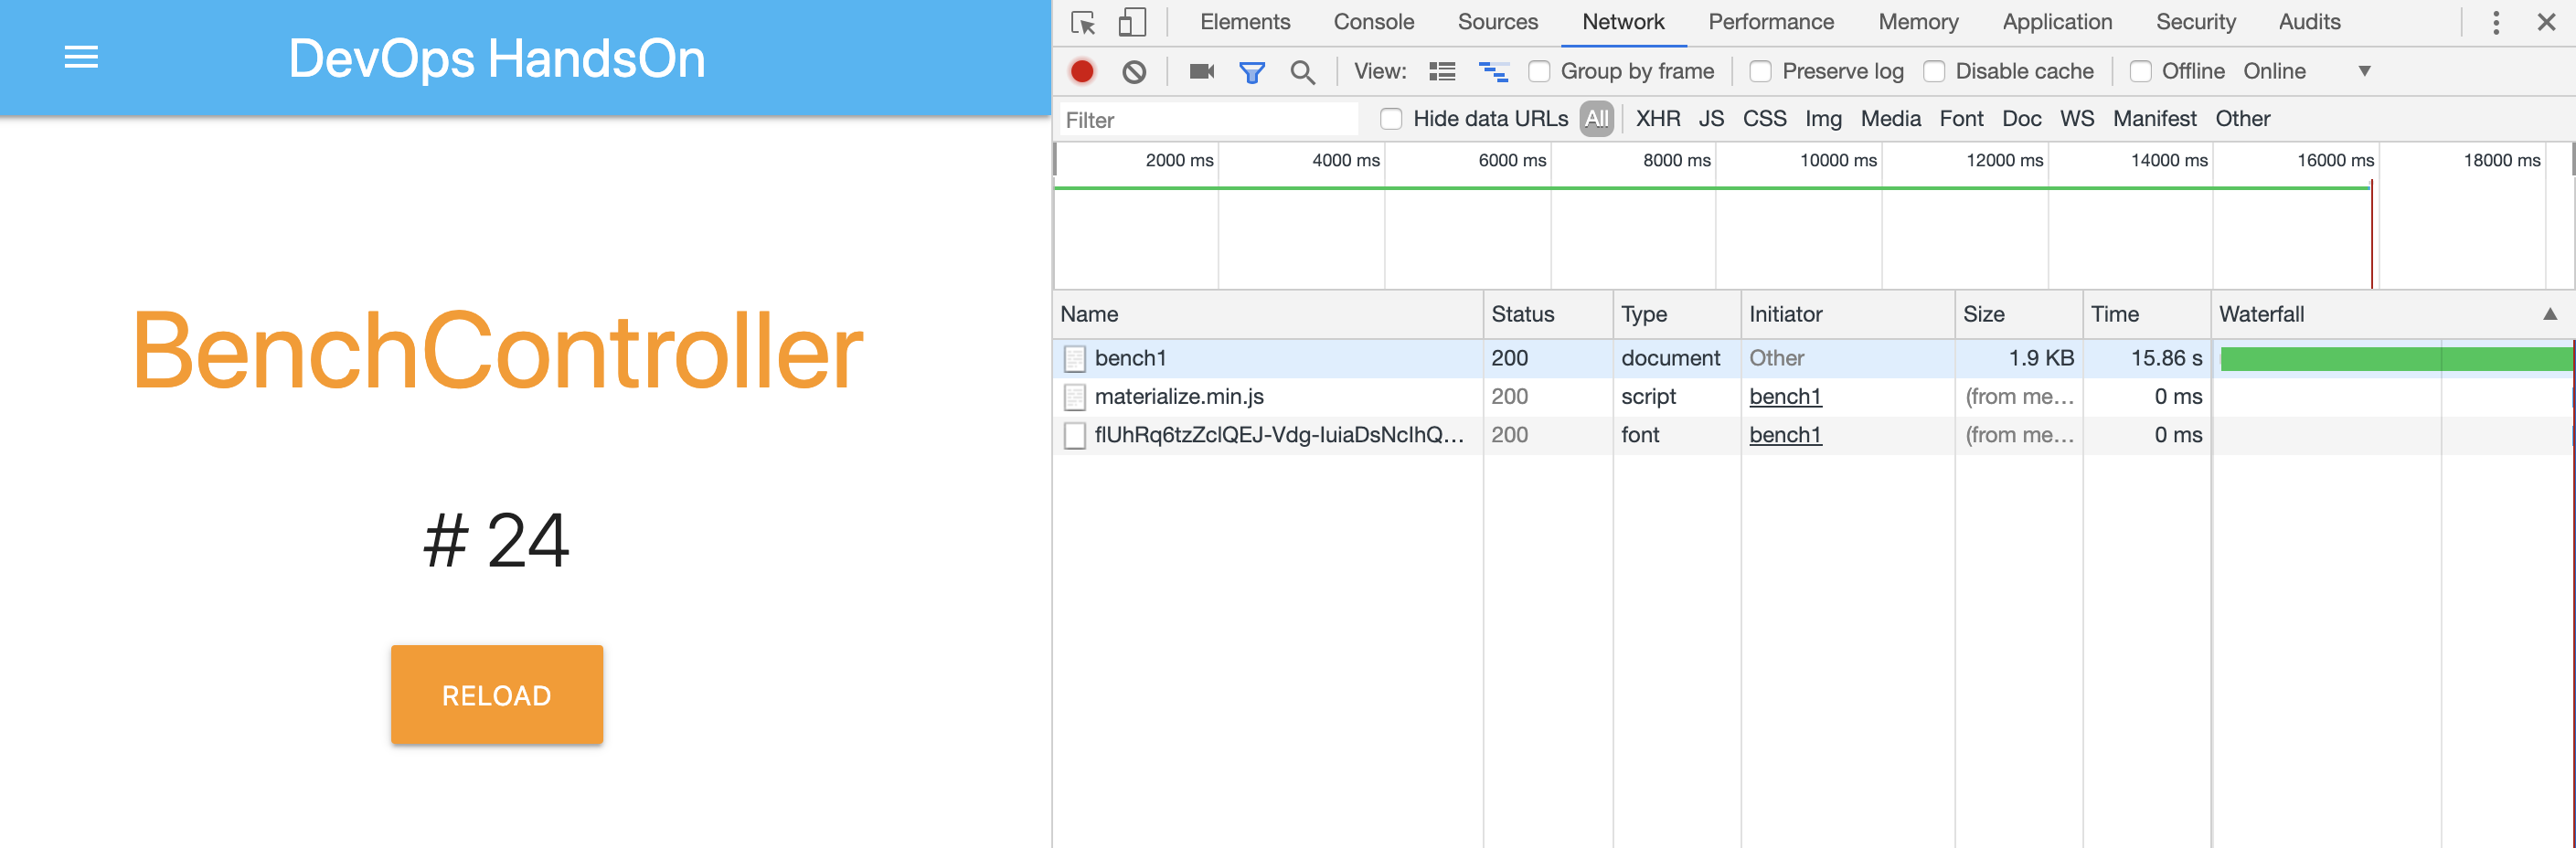 DevOps HandsOn
BenchController
# 24
RELOAD
Elements Console Sources Network Performance Memory Application Security Audits
View: Group by frame Preserve log Disable cache Offline Online
Filter Hide data URLs All XHR JS CSS Img Media Font Doc WS Manifest Other
2000 ms 4000 ms 6000 ms 8000 ms 10000 ms 12000 ms 14000 ms 16000 ms 18000 ms
Name Status Type Initiator Size Time Waterfall
bench1 200 document Other 1.9 KB 15.86 s
materialize.min.js 200 script bench1 (from me... 0 ms
200 font bench1 (from me... 0 ms